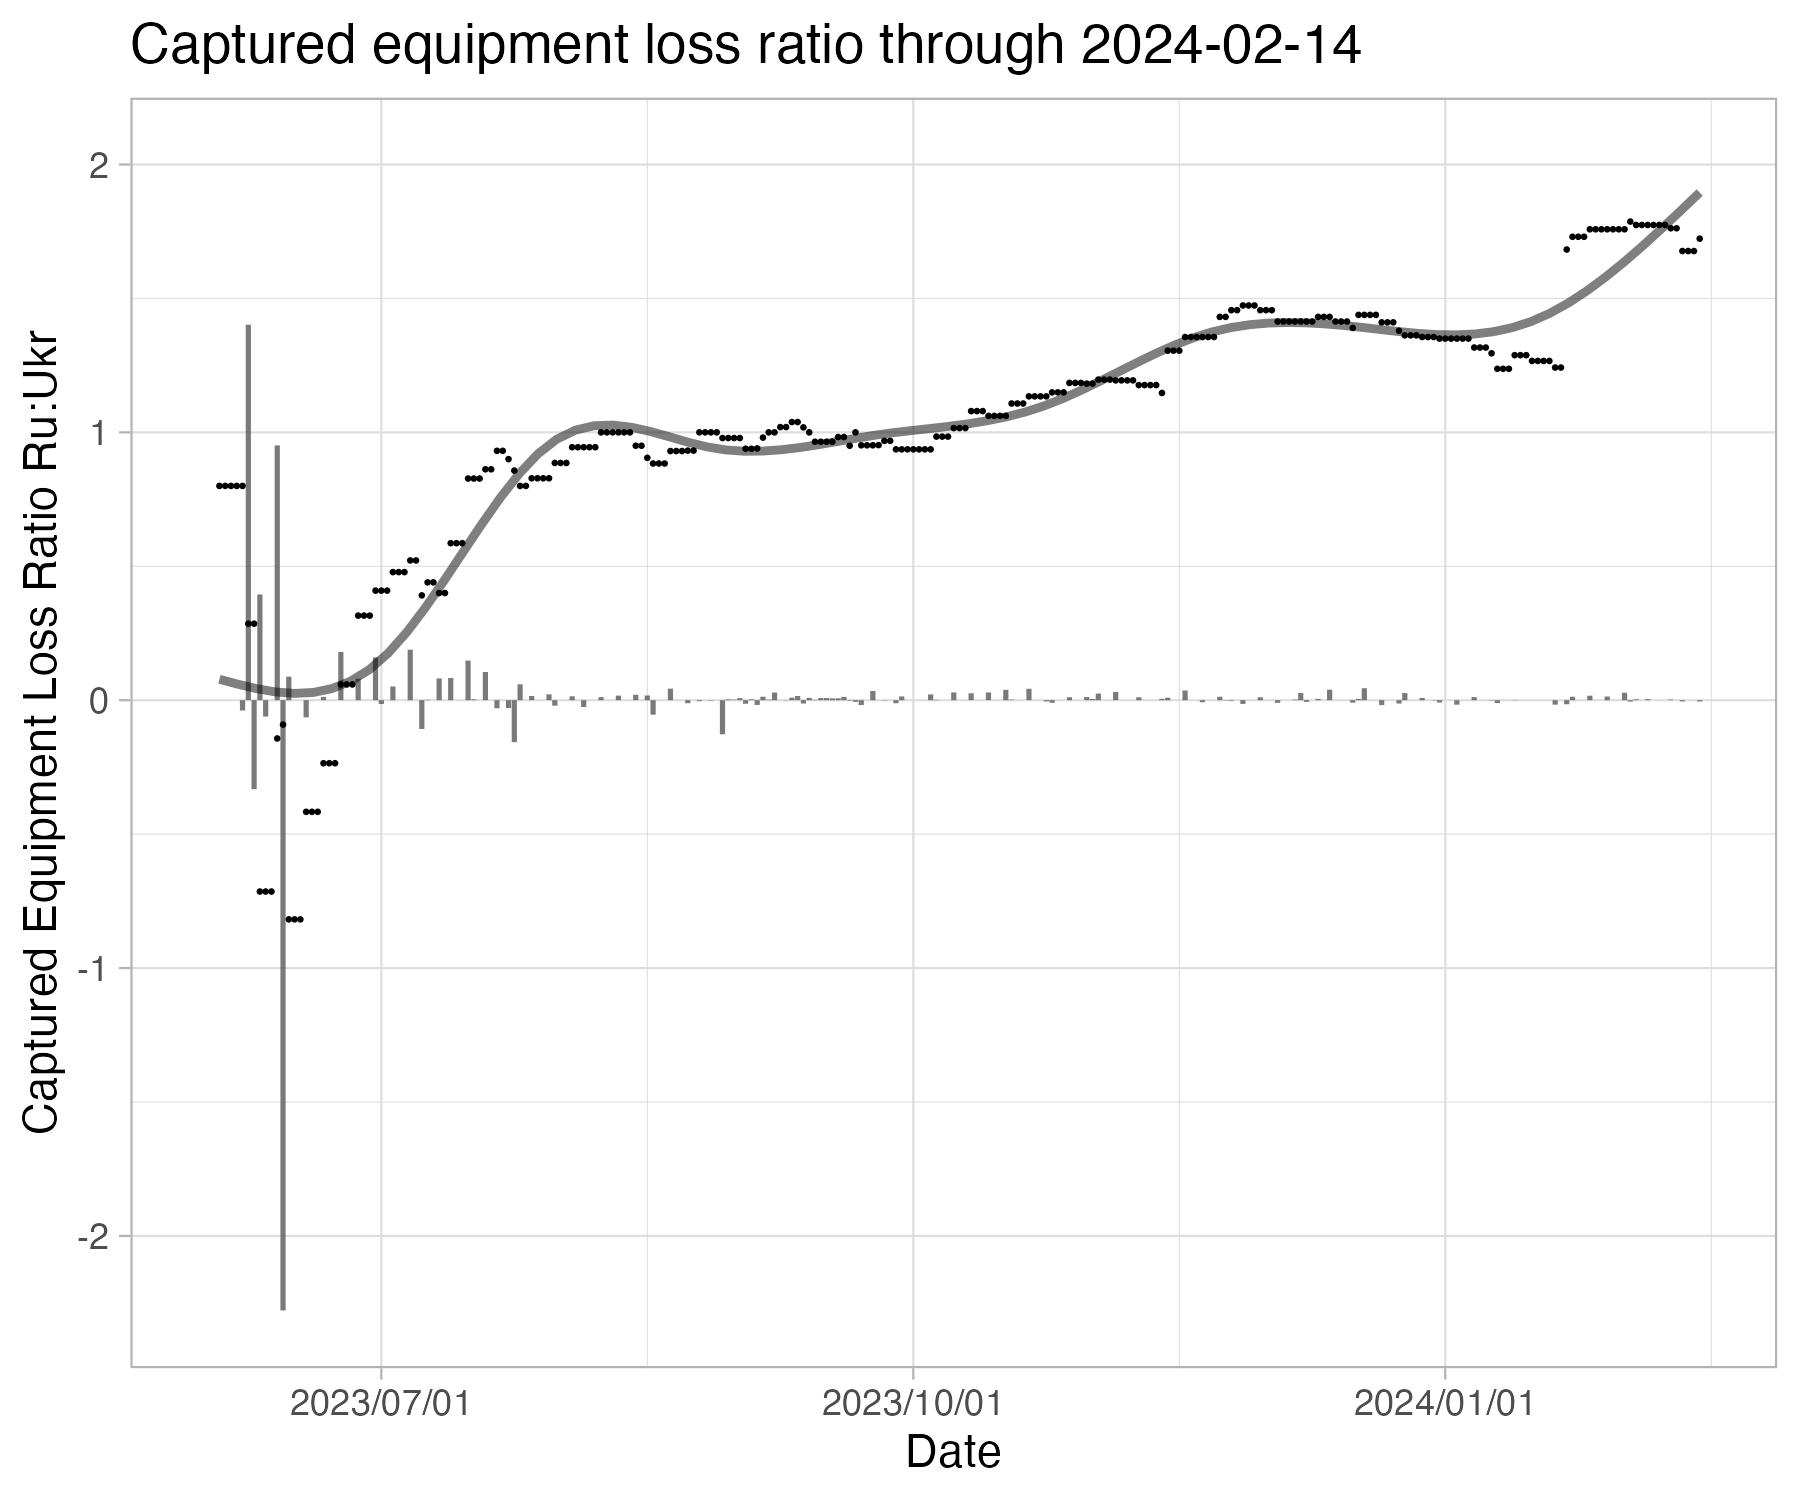 Captured equipment loss ratio through 2024-02-14
Captured Equipment Loss Ratio Ru:Ukr
2
1
0
-1
-2
2023/07/01
2023/10/01
2024/01/01
Date